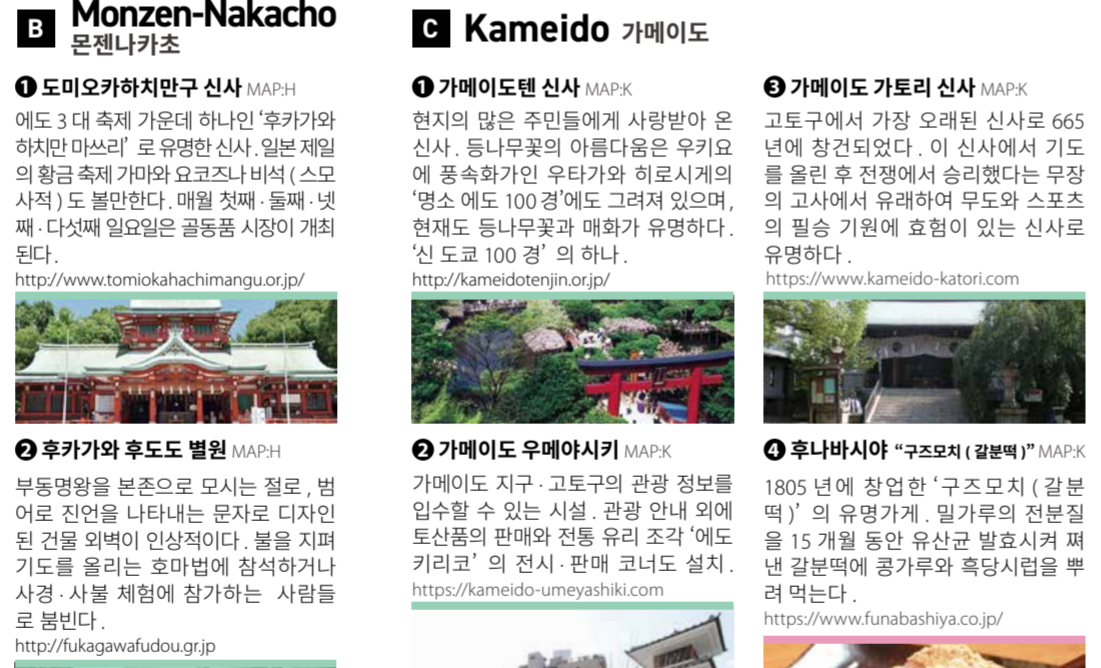 B Monzen-Nakacho
몬젠나카초
❶ 도미오카하치만구 신사 MAP:H
에도 3 대 축제 가운데 하나인 ‘후카가와
하치만 마쓰리’ 로 유명한 신사 . 일본 제일
의 황금 축제 가마와 요코즈나 비석 ( 스모
사적 ) 도 볼만한다 . 매월 첫째 · 둘째 · 넷
째 · 다섯째 일요일은 골동품 시장이 개최
된다 .
http://www.tomiokahachimangu.or.jp/
❷ 후카가와 후도도 별원 MAP:H
부동명왕을 본존으로 모시는 절로 , 범
어로 진언을 나타내는 문자로 디자인
된 건물 외벽이 인상적이다 . 불을 지펴
기도를 올리는 호마법에 참석하거나
사경 · 사불 체험에 참가하는 사람들
로 붐빈다 .
http://fukagawafudou.gr.jp
C Kameido 가메이도
❶ 가메이도텐 신사 MAP:K
현지의 많은 주민들에게 사랑받아 온
신사 . 등나무꽃의 아름다움은 우키요
에 풍속화가인 우타가와 히로시게의
‘명소 에도 100 경’에도 그려져 있으며,
현재도 등나무꽃과 매화가 유명하다 .
‘신 도쿄 100 경’ 의 하나 .
http://kameidotenjin.or.jp/
❷ 가메이도 우메야시키 MAP:K
가메이도 지구 · 고토구의 관광 정보를
입수할 수 있는 시설 . 관광 안내 외에
토산품의 판매와 전통 유리 조각 ‘에도
키리코’ 의 전시 · 판매 코너도 설치 .
https://kameido-umeyashiki.com
❸ 가메이도 가토리 신사 MAP:K
고토구에서 가장 오래된 신사로 665
년에 창건되었다 . 이 신사에서 기도
를 올린 후 전쟁에서 승리했다는 무장
의 고사에서 유래하여 무도와 스포츠
의 필승 기원에 효험이 있는 신사로
유명하다 .
https://www.kameido-katori.com
❹ 후나바시야 “구즈모치 ( 갈분떡 )” MAP:K
1805 년에 창업한 ‘ 구즈모치 ( 갈분
떡 )’ 의 유명가게 . 밀가루의 전분질
을 15 개월 동안 유산균 발효시켜 쪄
낸 갈분떡에 콩가루와 흑당시럽을 뿌
려 먹는다 .
https://www.funabashiya.co.jp/